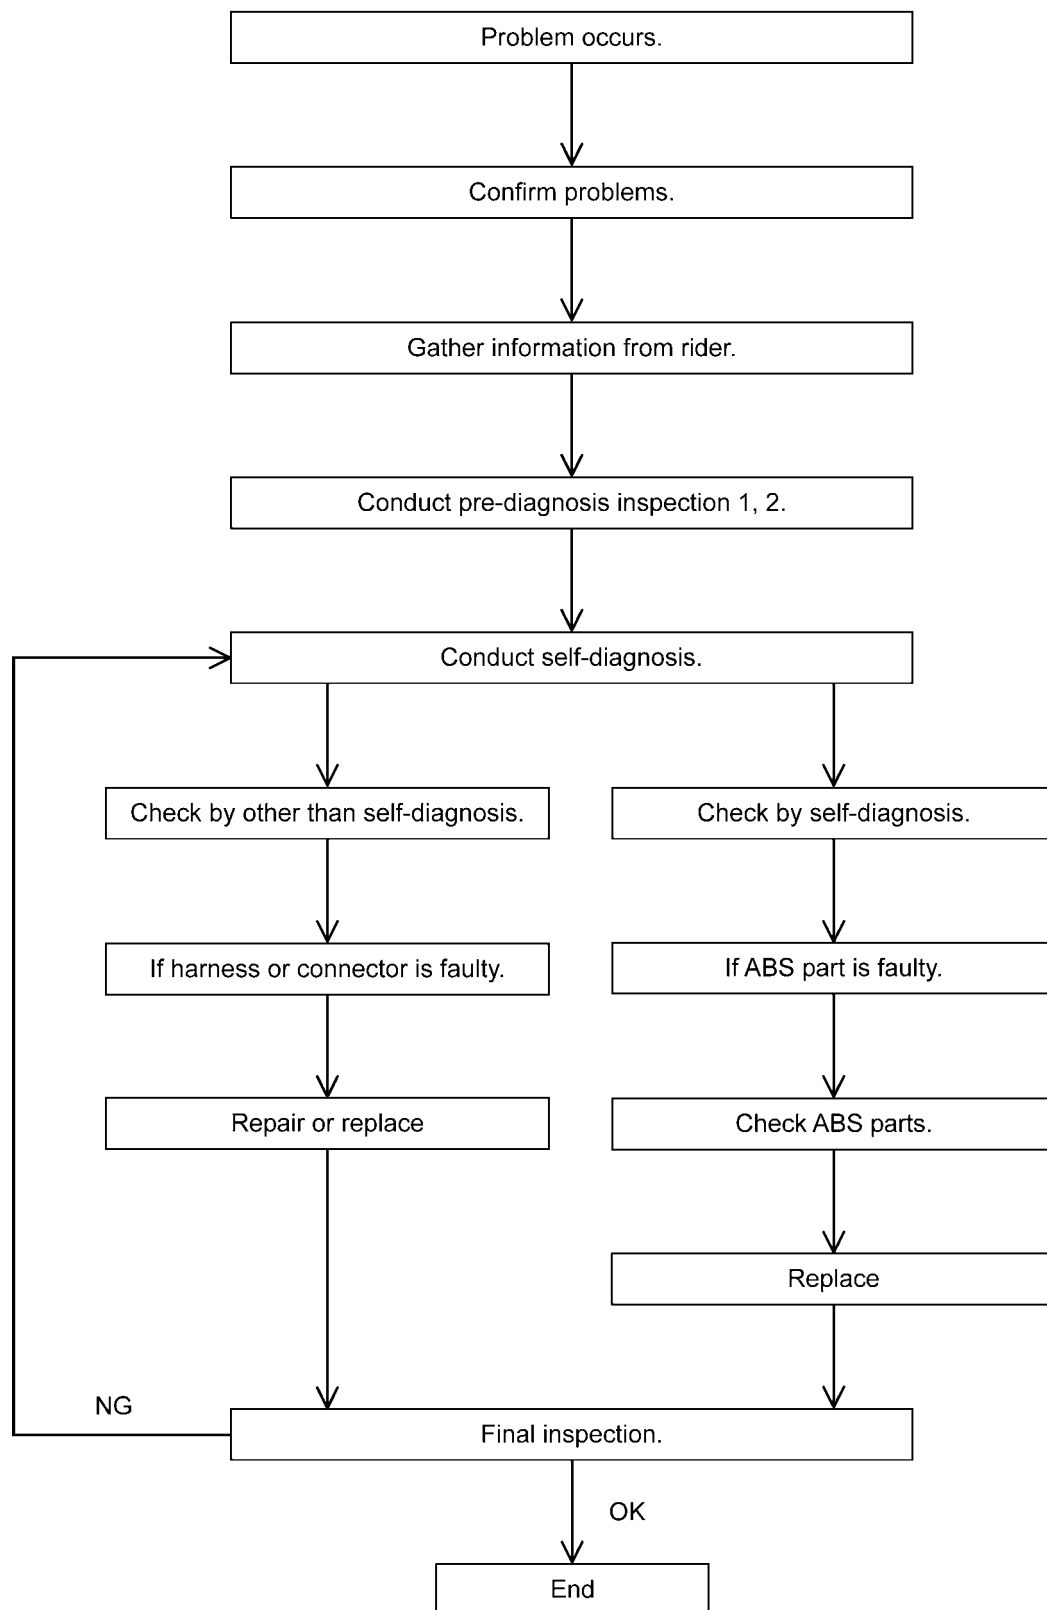 Problem occurs.
Confirm problems.
Gather information from rider.
Conduct pre-diagnosis inspection 1, 2.
Conduct self-diagnosis.
Check by other than self-diagnosis.
Check by self-diagnosis.
If harness or connector is faulty.
If ABS part is faulty.
Repair or replace
Check ABS parts.
Replace
NG
Final inspection.
OK
End